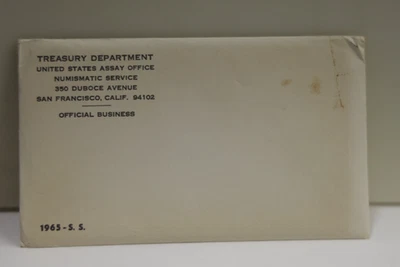 TREASURY DEPARTMENT
UNITED STATES ASSAY OFFICE
NUMISMATIC SERVICE
350 DUBOCE AVENUE
SAN FRANCISCO, CALIF. 94102
OFFICIAL BUSINESS
1965-S.S.